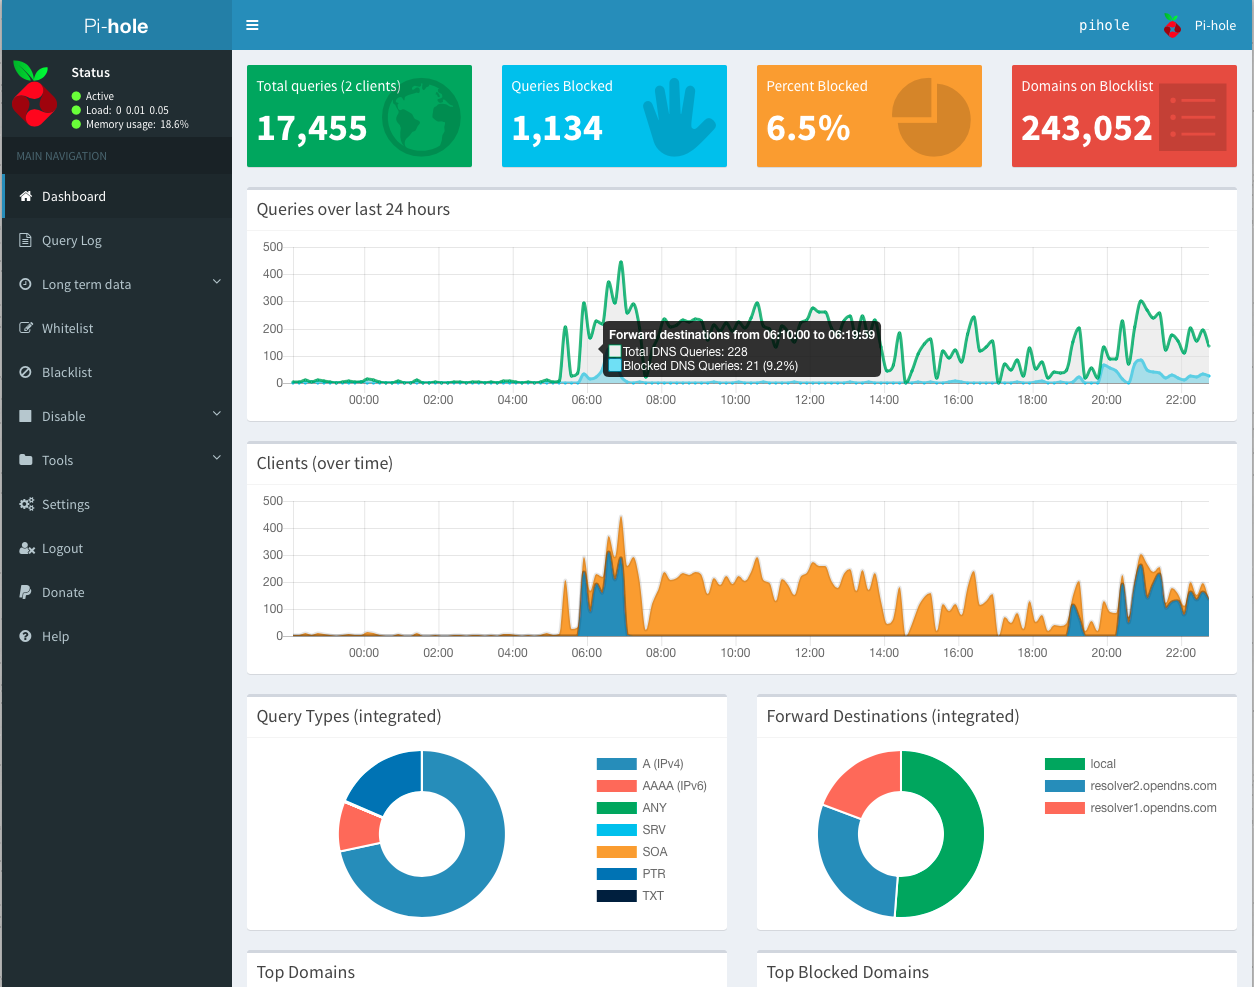 Pi-hole
pihole
Pi-hole
Status
Active
Load: 0 0.01 0.05
Memory usage: 18.6%
MAIN NAVIGATION
Dashboard
Query Log
Long term data
Whitelist
Blacklist
Disable
Tools
Settings
Logout
Donate
Help
Total queries (2 clients)
17,455
Queries Blocked
1,134
Percent Blocked
6.5%
Domains on Blocklist
243,052
Queries over last 24 hours
500
400
300
200
100
0
00:00 02:00 04:00 06:00 08:00 10:00 12:00 14:00 16:00 18:00 20:00 22:00
Forward destinations from 06:10:00 to 06:19:59
Total DNS Queries: 228
Blocked DNS Queries: 21 (9.2%)
Clients (over time)
500
400
300
200
100
0
00:00 02:00 04:00 06:00 08:00 10:00 12:00 14:00 16:00 18:00 20:00 22:00
Query Types (integrated)
A (IPv4)
AAAA (IPv6)
ANY
SRV
SOA
PTR
TXT
Forward Destinations (integrated)
local
resolver2.opendns.com
resolver1.opendns.com
Top Domains
Top Blocked Domains